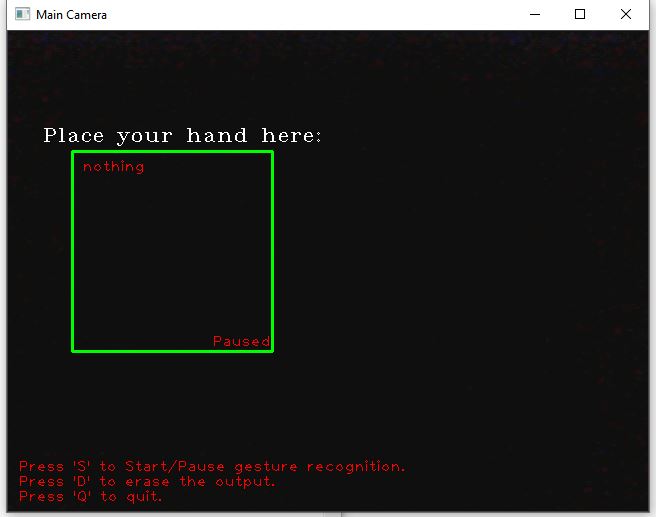 Main Camera
Place your hand here:
nothing
Paused
Press 'S' to Start/Pause gesture recognition.
Press 'D' to erase the output.
Press 'Q' to quit.